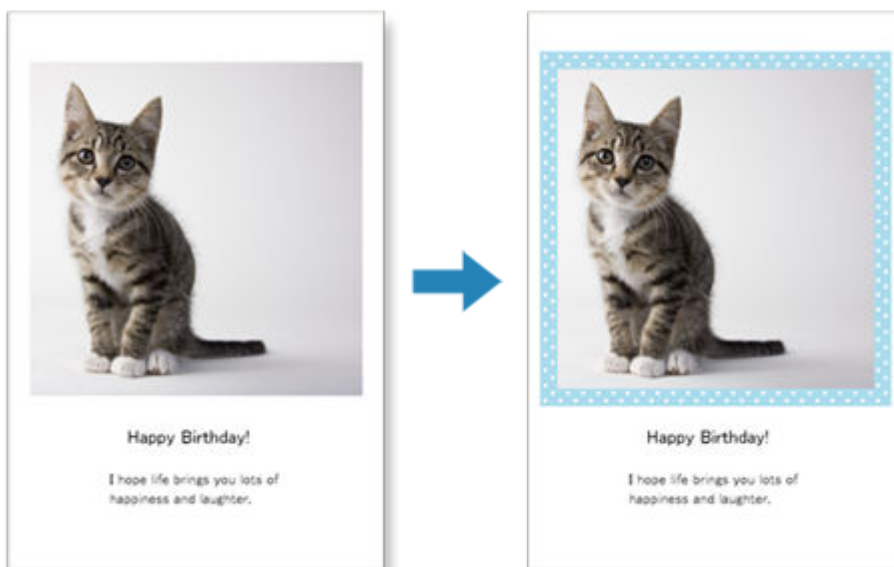 Happy Birthday!
I hope life brings you lots of
happiness and laughter.
Happy Birthday!
I hope life brings you lots of
happiness and laughter.